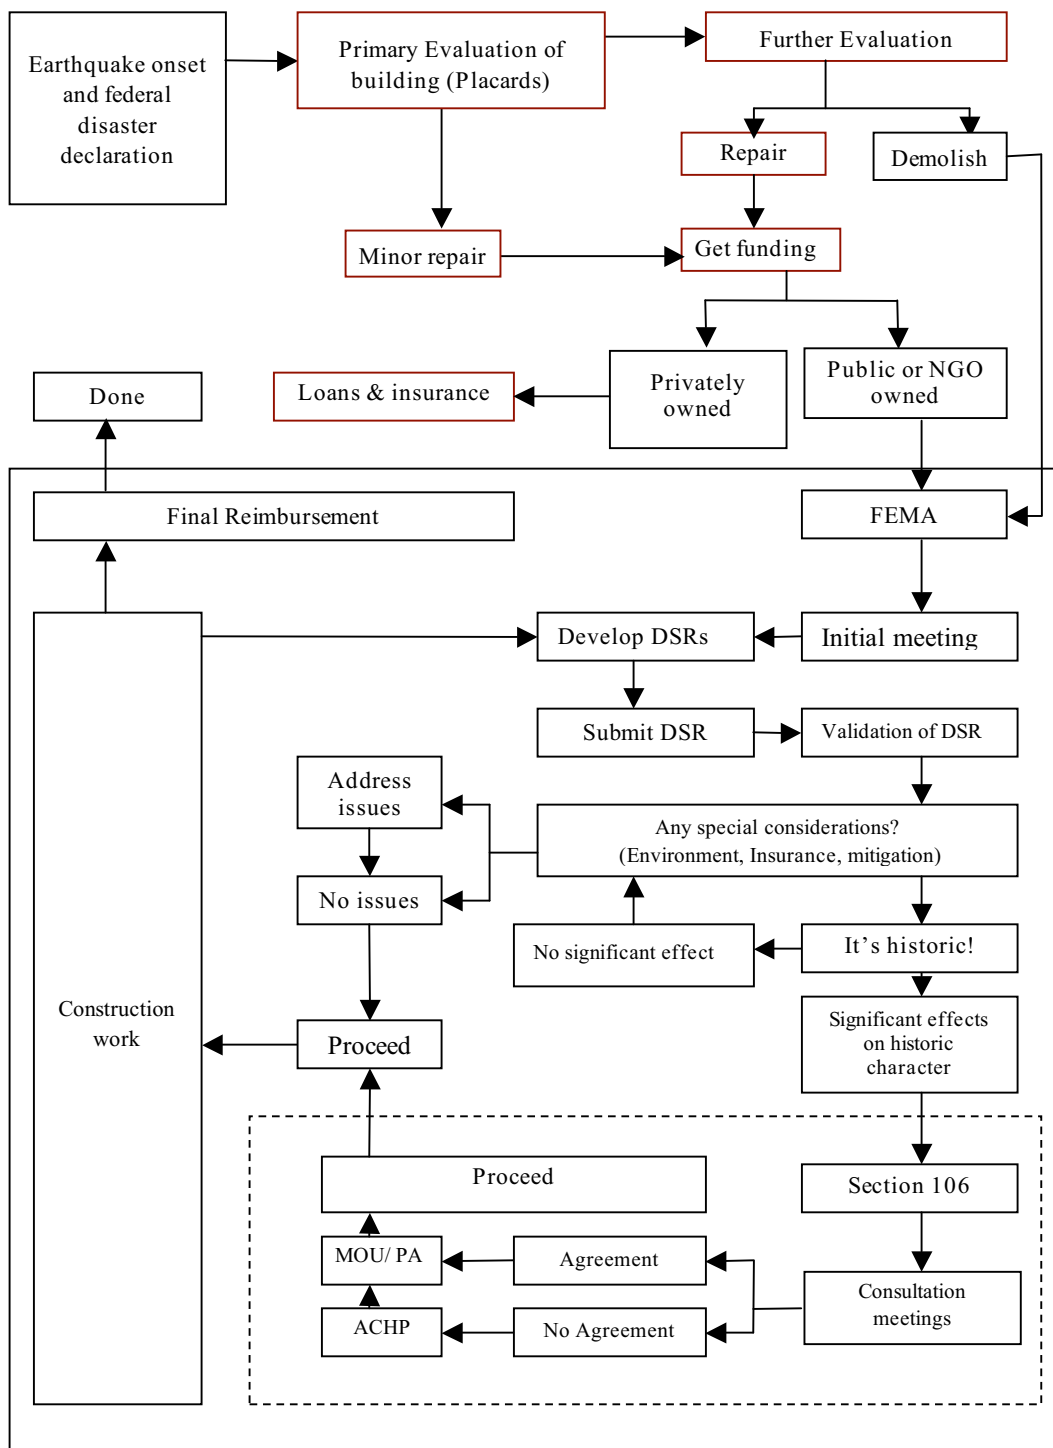 Earthquake onset
and federal
disaster
declaration
Primary Evaluation of
building (Placards)
Further Evaluation
Repair
Demolish
Minor repair
Get funding
Loans & insurance
Privately
owned
Public or NGO
owned
Done
Final Reimbursement
FEMA
Develop DSRs
Initial meeting
Submit DSR
Validation of DSR
Address
issues
Any special considerations?
(Environment, Insurance, mitigation)
No issues
No significant effect
It's historic!
Construction
work
Proceed
Significant effects
on historic
character
Proceed
Section 106
MOU/ PA
Agreement
Consultation
meetings
ACHP
No Agreement